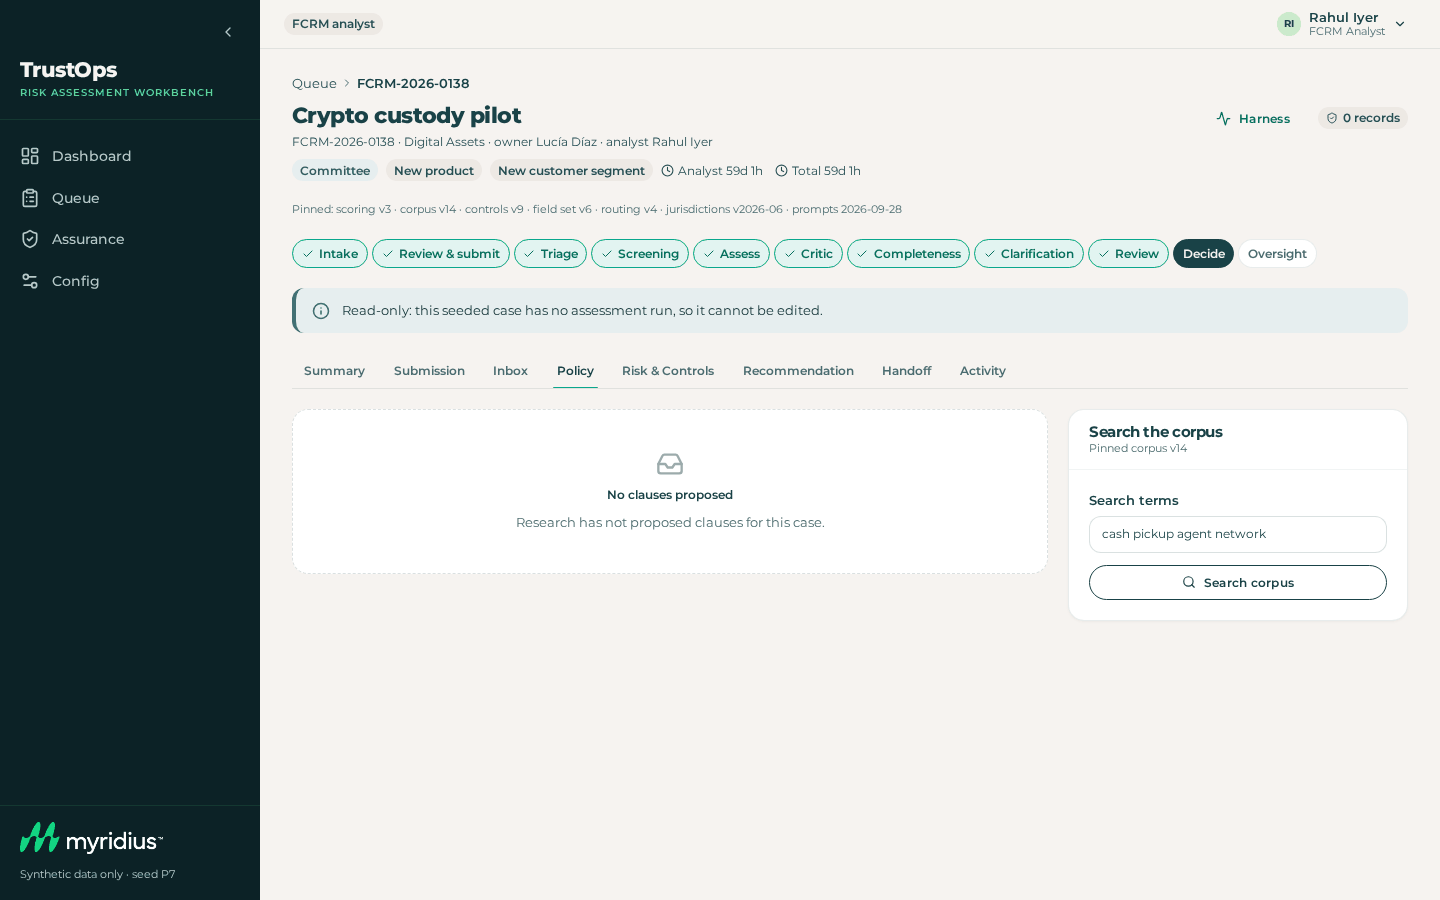 TrustOps
RISK ASSESSMENT WORKBENCH
Dashboard
Queue
Assurance
Config
myridius™
Synthetic data only · seed P7
FCRM analyst
RI
Rahul Iyer
FCRM Analyst
Queue > FCRM-2026-0138
Crypto custody pilot
FCRM-2026-0138 · Digital Assets · owner Lucía Díaz · analyst Rahul Iyer
Harness
0 records
Committee New product New customer segment Analyst 59d 1h Total 59d 1h
Pinned: scoring v3 · corpus v14 · controls v9 · field set v6 · routing v4 · jurisdictions v2026-06 · prompts 2026-09-28
Intake Review & submit Triage Screening Assess Critic Completeness Clarification Review Decide Oversight
Read-only: this seeded case has no assessment run, so it cannot be edited.
Summary Submission Inbox Policy Risk & Controls Recommendation Handoff Activity
No clauses proposed
Research has not proposed clauses for this case.
Search the corpus
Pinned corpus v14
Search terms
cash pickup agent network
Search corpus